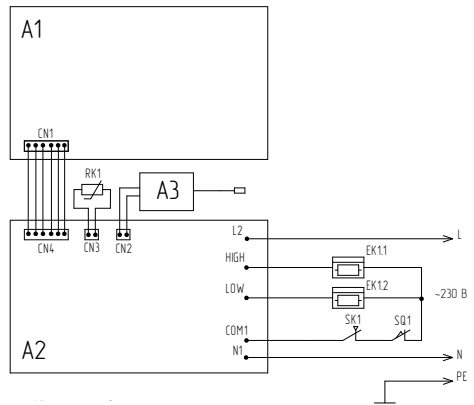 A1
CN1
RK1
A3
CN4
CN3
CN2
L2
L
HIGH
EK1.1
LOW
EK1.2
~230 В
COM1
SK1
SQ1
A2
N1
N
PE